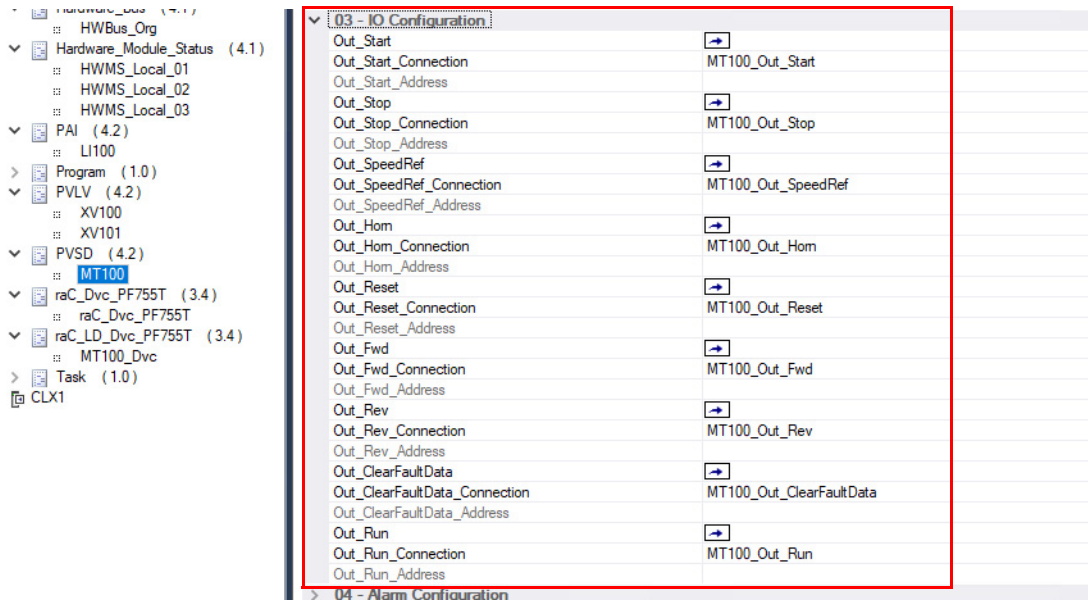 HWBus_Org
Hardware_Module_Status (4.1)
HWMS_Local_01
HWMS_Local_02
HWMS_Local_03
PAI (4.2)
LI100
Program (1.0)
PVLV (4.2)
XV100
XV101
PVSD (4.2)
MT100
raC_Dvc_PF755T (3.4)
raC_Dvc_PF755T
raC_LD_Dvc_PF755T (3.4)
MT100_Dvc
Task (1.0)
CLX1
03 - IO Configuration
Out_Start
Out_Start_Connection MT100_Out_Start
Out_Start_Address
Out_Stop
Out_Stop_Connection MT100_Out_Stop
Out_Stop_Address
Out_SpeedRef
Out_SpeedRef_Connection MT100_Out_SpeedRef
Out_SpeedRef_Address
Out_Horn
Out_Horn_Connection MT100_Out_Horn
Out_Horn_Address
Out_Reset
Out_Reset_Connection MT100_Out_Reset
Out_Reset_Address
Out_Fwd
Out_Fwd_Connection MT100_Out_Fwd
Out_Fwd_Address
Out_Rev
Out_Rev_Connection MT100_Out_Rev
Out_Rev_Address
Out_ClearFaultData
Out_ClearFaultData_Connection MT100_Out_ClearFaultData
Out_ClearFaultData_Address
Out_Run
Out_Run_Connection MT100_Out_Run
Out_Run_Address
04 - Alarm Configuration